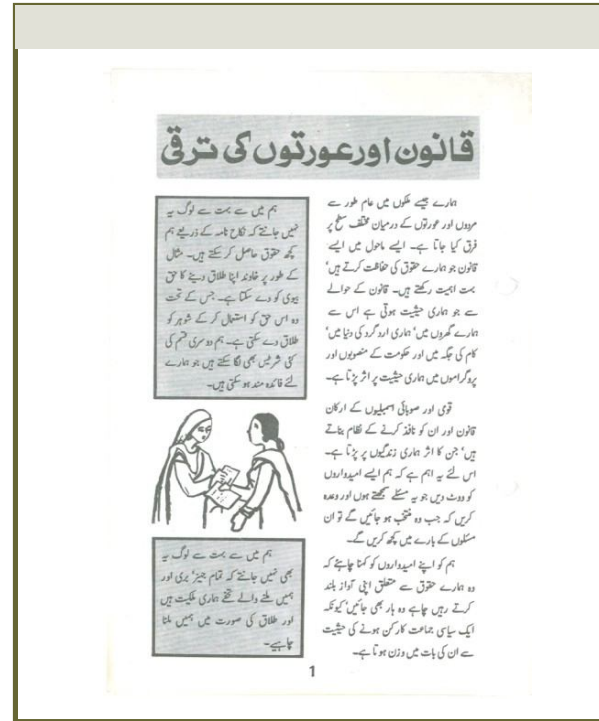 قانون اور عورتوں کی ترقی
ہمارے جیسے ملکوں میں عام طور سے
مردوں اور عورتوں کے درمیان مختلف سطح پر
فرق کیا جاتا ہے۔ ایسے ماحول میں ایسے
قانون جو ہمارے حقوق کی حفاظت کرتے ہیں'
بہت اہمیت رکھتے ہیں۔ قانون کے حوالے
سے جو ہماری حیثیت ہوتی ہے اس سے
ہمارے گھروں میں' ہماری ارد گرد کی دنیا میں'
کام کی جگہ میں اور حکومت کے منصوبوں اور
پروگراموں میں ہماری حیثیت پر اثر پڑتا ہے۔
قومی اور صوبائی اسمبلیوں کے ارکان
قانون اور ان کو نافذ کرنے کے نظام بناتے
ہیں' جن کا اثر ہماری زندگیوں پر پڑتا ہے۔
اس لئے یہ اہم ہے کہ ہم ایسے امیدواروں
کو ووٹ دیں جو یہ مسئلے سمجھتے ہوں اور وعدہ
کریں کہ جب وہ منتخب ہو جائیں گے تو ان
مسئلوں کے بارے میں کچھ کریں گے۔
ہم کو اپنے امیدواروں کو کہنا چاہئے کہ
وہ ہمارے حقوق سے متعلق اپنی آواز بلند
کرتے رہیں چاہے وہ ہار بھی جائیں' کیونکہ
ایک سیاسی جماعت کارکن ہونے کی حیثیت
سے ان کی بات میں وزن ہوتا ہے۔
ہم میں سے بہت سے لوگ یہ
نہیں جانتے کہ نکاح نامہ کے ذریعے ہم
کچھ حقوق حاصل کر سکتے ہیں۔ مثال
کے طور پر خاوند اپنا طلاق دینے کا حق
بیوی کو دے سکتا ہے۔ جس کے تحت
وہ اس حق کو استعمال کر کے شوہر کو
طلاق دے سکتی ہے۔ ہم دوسری قسم کی
کئی شرطیں بھی لگا سکتے ہیں جو ہمارے
لئے فائدہ مند ہو سکتی ہیں۔
ہم میں سے بہت سے لوگ یہ
بھی نہیں جانتے کہ تمام جہیز' بری اور
ہمیں ملنے والے تحفے ہماری ملکیت ہیں
اور طلاق کی صورت میں ہمیں ملنا
چاہیے۔
1